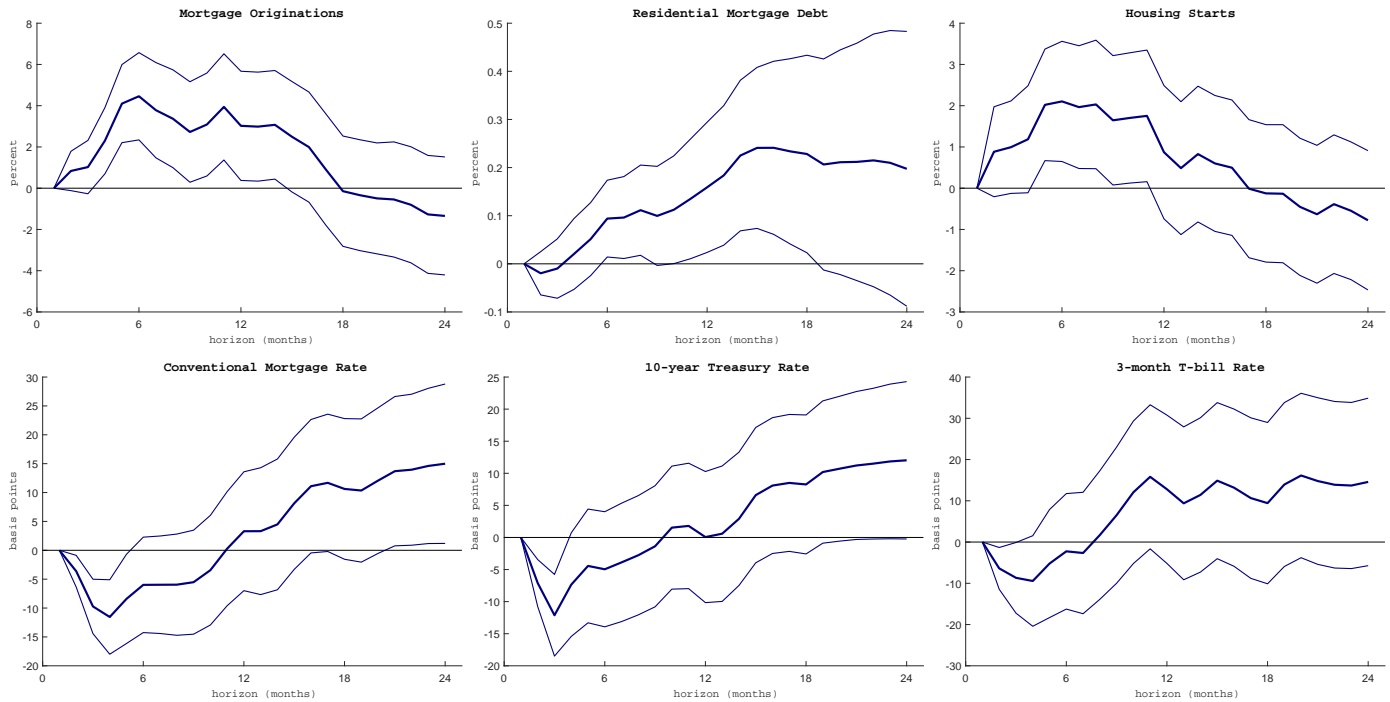 Mortgage Originations
8
6
4
2
0
-2
-4
-6
percent
0 6 12 18 24
horizon (months)
Residential Mortgage Debt
0.5
0.4
0.3
0.2
0.1
0
-0.1
percent
0 6 12 18 24
horizon (months)
Housing Starts
4
3
2
1
0
-1
-2
-3
percent
0 6 12 18 24
horizon (months)
Conventional Mortgage Rate
30
25
20
15
10
5
0
-5
-10
-15
-20
basis points
0 6 12 18 24
horizon (months)
10-year Treasury Rate
25
20
15
10
5
0
-5
-10
-15
-20
basis points
0 6 12 18 24
horizon (months)
3-month T-bill Rate
40
30
20
10
0
-10
-20
-30
basis points
0 6 12 18 24
horizon (months)